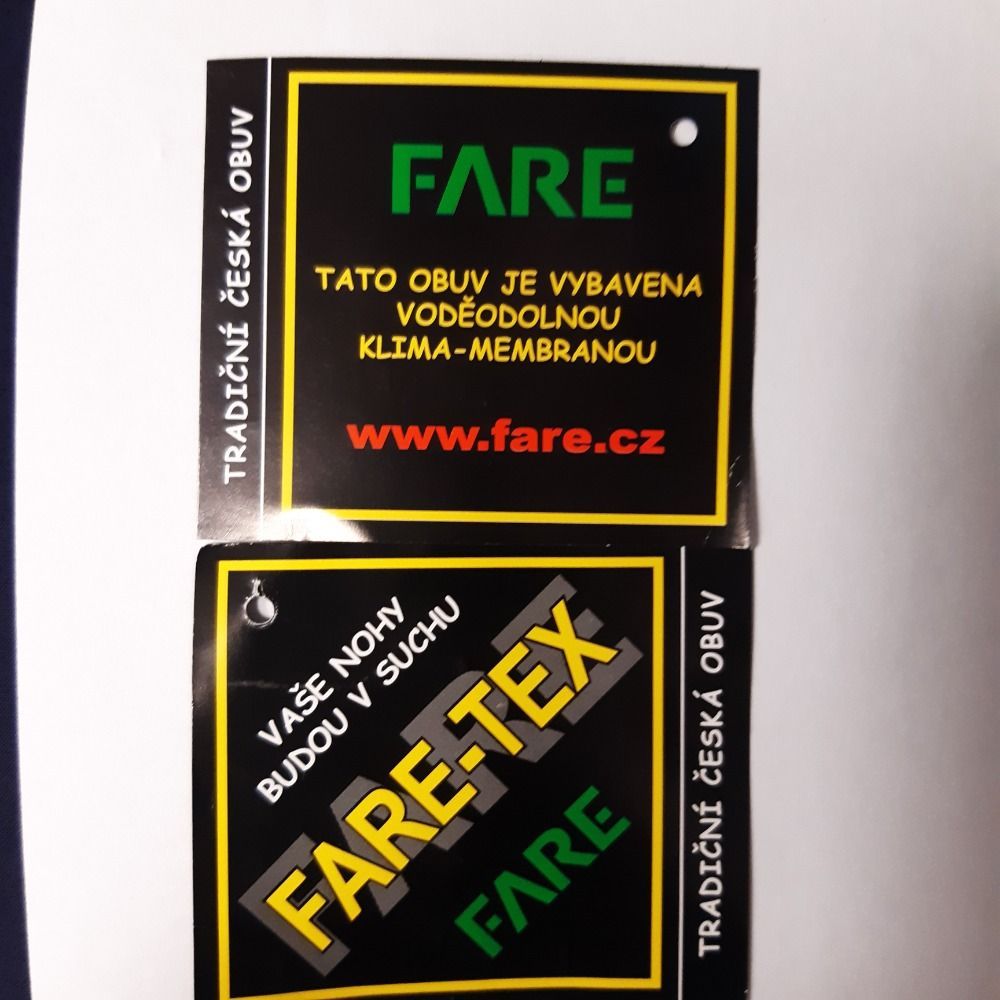 TRADIČNÍ ČESKÁ OBUV
FARE
TATO OBUV JE VYBAVENA
VODĚODOLNOU
KLIMA-MEMBRANOU
www.fare.cz
VAŠE NOHY
BUDOU V SUCHU
FARE
FARE-TEX
FARE
TRADIČNÍ ČESKÁ OBUV